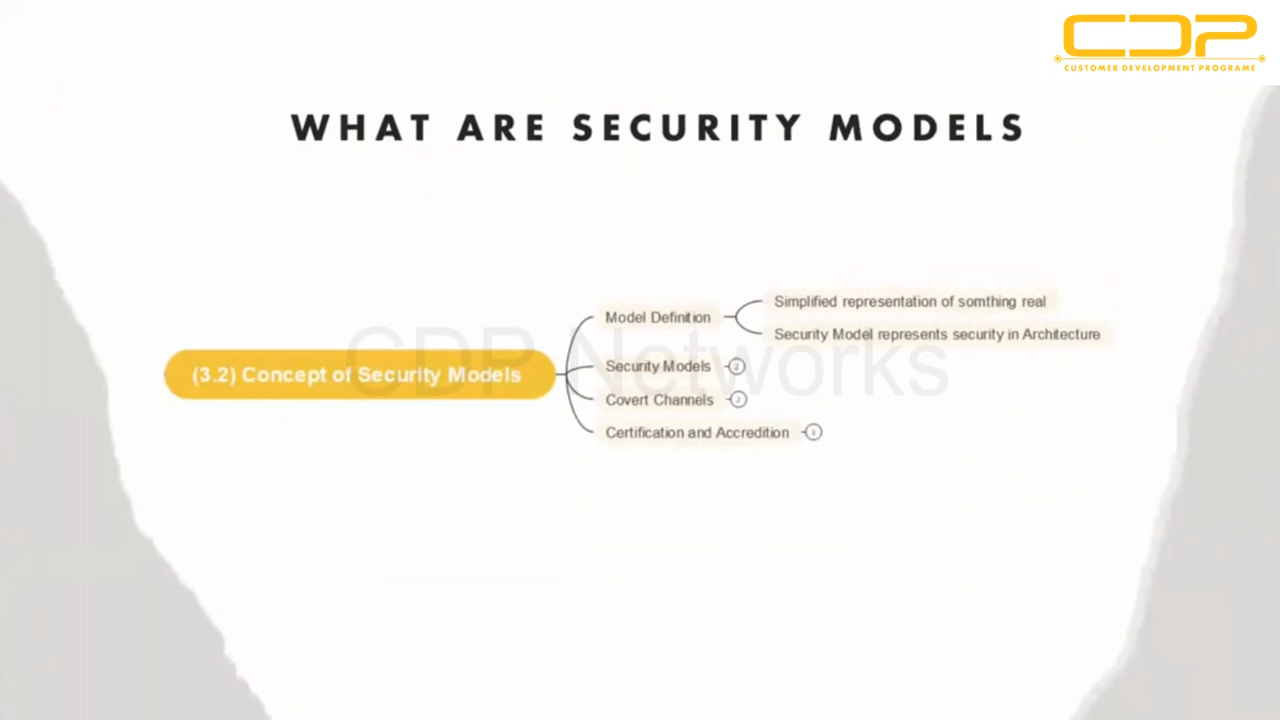 CDP
CUSTOMER DEVELOPMENT PROGRAME
WHAT ARE SECURITY MODELS
CDP Networks
(3.2) Concept of Security Models
Model Definition
Simplified representation of somthing real
Security Model represents security in Architecture
Security Models
Covert Channels
Certification and Accredition